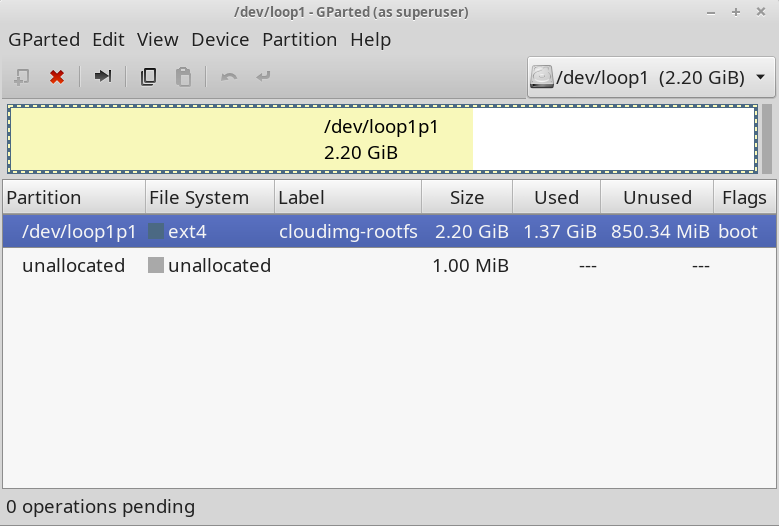 /dev/loop1 - GParted (as superuser)
GParted Edit View Device Partition Help
/dev/loop1 (2.20 GiB)
/dev/loop1p1
2.20 GiB
Partition File System Label Size Used Unused Flags
/dev/loop1p1 ext4 cloudimg-rootfs 2.20 GiB 1.37 GiB 850.34 MiB boot
unallocated unallocated 1.00 MiB --- ---
0 operations pending